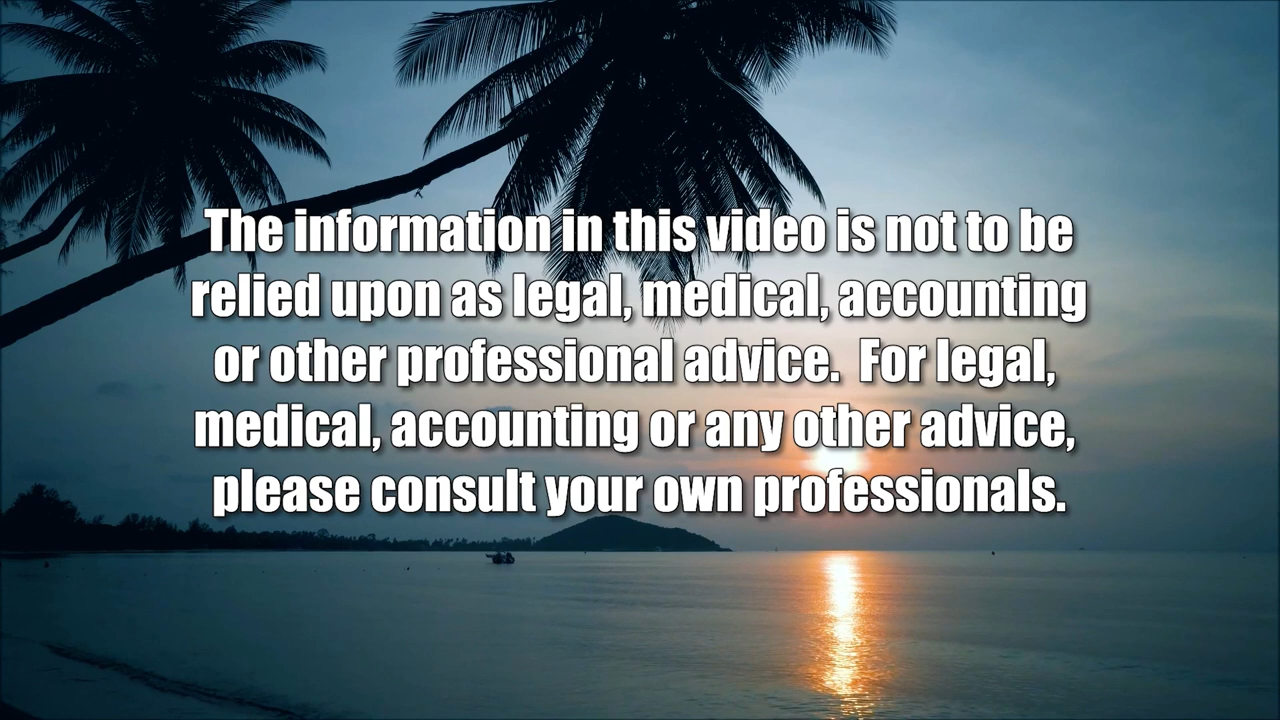 The information in this video is not to be
relied upon as legal, medical, accounting
or other professional advice.  For legal,
medical, accounting or any other advice,
please consult your own professionals.